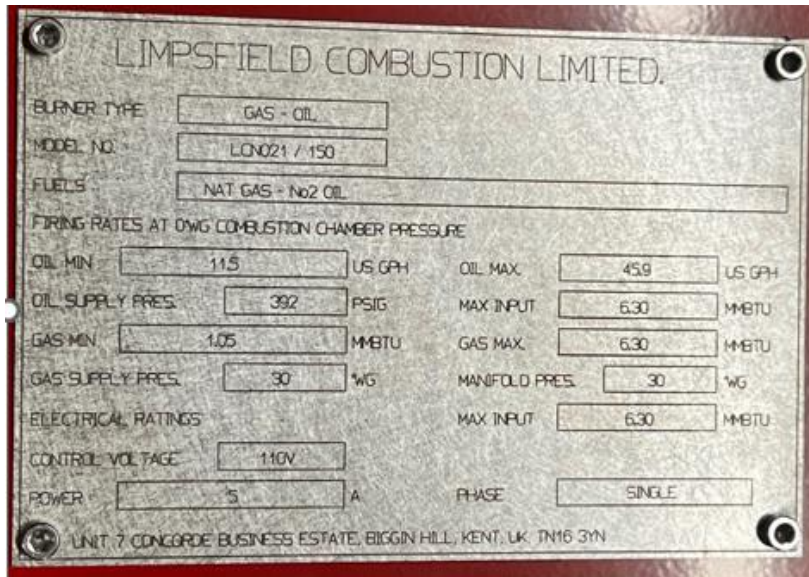 LIMPSFIELD COMBUSTION LIMITED.
BURNER TYPE GAS - OIL
MODEL NO. LCN021 / 150
FUELS NAT GAS - No2 OIL
FIRING RATES AT 0"WG COMBUSTION CHAMBER PRESSURE
OIL MIN 11.5 US GPH OIL MAX. 45.9 US GPH
OIL SUPPLY PRES. 392 PSIG MAX INPUT 6.30 MMBTU
GAS MIN 1.05 MMBTU GAS MAX. 6.30 MMBTU
GAS SUPPLY PRES. 30 "WG MANIFOLD PRES. 30 "WG
ELECTRICAL RATINGS MAX INPUT 6.30 MMBTU
CONTROL VOLTAGE 110V
POWER 5 A PHASE SINGLE
UNIT 7 CONCORDE BUSINESS ESTATE, BIGGIN HILL, KENT, UK. TN16 3YN